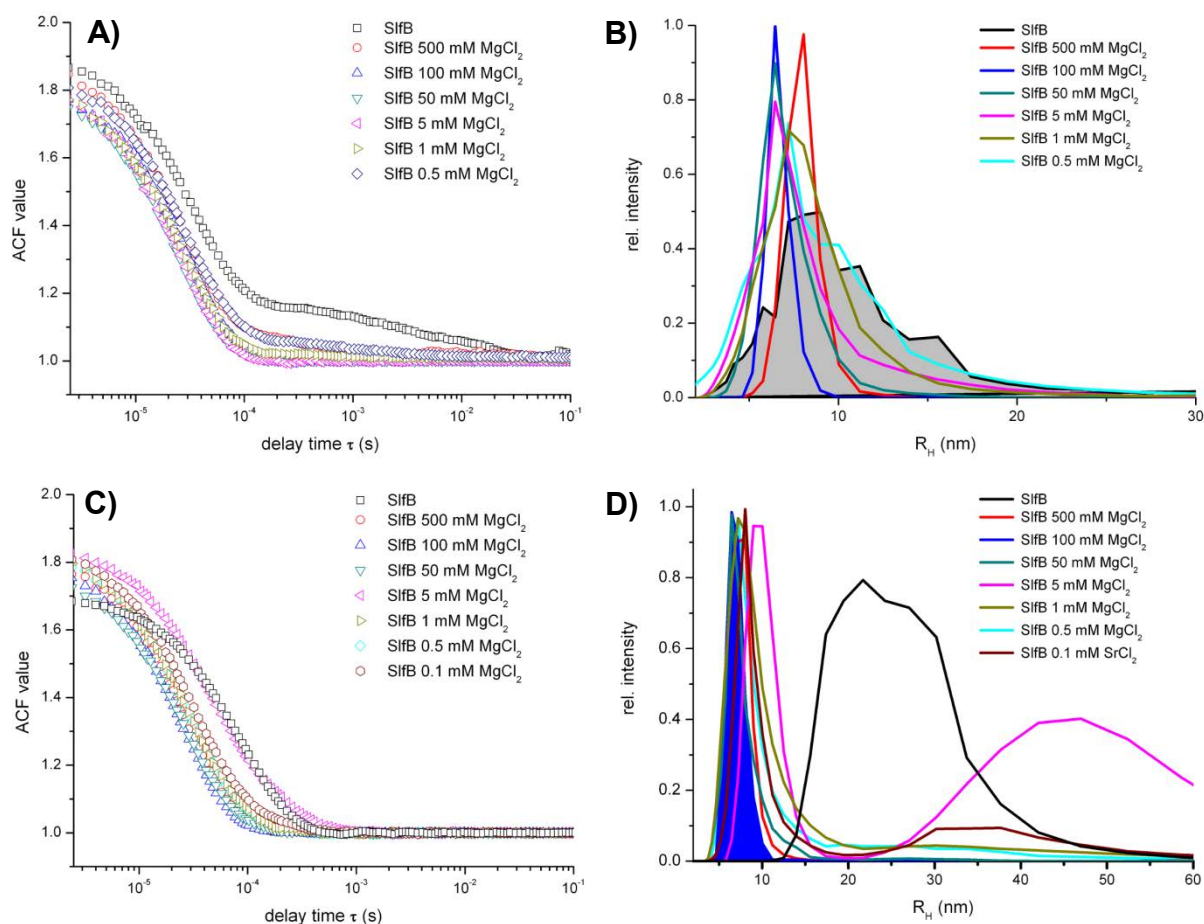 A)
2.0
1.8
1.6
1.4
1.2
1.0
ACF value
10⁻⁵
10⁻⁴
10⁻³
10⁻²
10⁻¹
delay time τ (s)
SlfB
SlfB 500 mM MgCl₂
SlfB 100 mM MgCl₂
SlfB 50 mM MgCl₂
SlfB 5 mM MgCl₂
SlfB 1 mM MgCl₂
SlfB 0.5 mM MgCl₂
B)
1.0
0.8
0.6
0.4
0.2
0.0
rel. intensity
10
20
30
R_H (nm)
SlfB
SlfB 500 mM MgCl₂
SlfB 100 mM MgCl₂
SlfB 50 mM MgCl₂
SlfB 5 mM MgCl₂
SlfB 1 mM MgCl₂
SlfB 0.5 mM MgCl₂
C)
2.0
1.8
1.6
1.4
1.2
1.0
ACF value
10⁻⁵
10⁻⁴
10⁻³
10⁻²
10⁻¹
delay time τ (s)
SlfB
SlfB 500 mM MgCl₂
SlfB 100 mM MgCl₂
SlfB 50 mM MgCl₂
SlfB 5 mM MgCl₂
SlfB 1 mM MgCl₂
SlfB 0.5 mM MgCl₂
SlfB 0.1 mM MgCl₂
D)
1.0
0.8
0.6
0.4
0.2
0.0
rel. intensity
10
20
30
40
50
60
R_H (nm)
SlfB
SlfB 500 mM MgCl₂
SlfB 100 mM MgCl₂
SlfB 50 mM MgCl₂
SlfB 5 mM MgCl₂
SlfB 1 mM MgCl₂
SlfB 0.5 mM MgCl₂
SlfB 0.1 mM SrCl₂